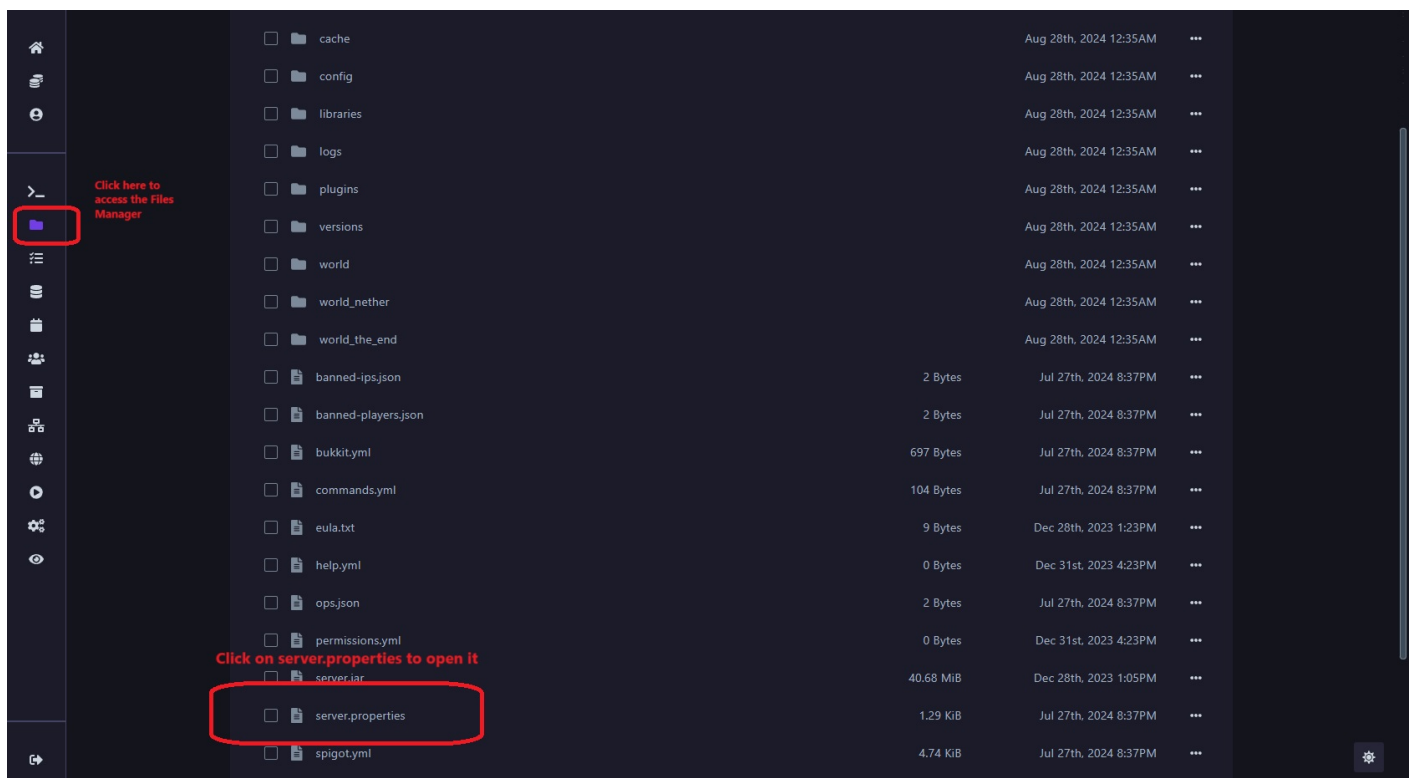 cache Aug 28th, 2024 12:35AM
config Aug 28th, 2024 12:35AM
libraries Aug 28th, 2024 12:35AM
logs Aug 28th, 2024 12:35AM
Click here to
access the Files
Manager
plugins Aug 28th, 2024 12:35AM
versions Aug 28th, 2024 12:35AM
world Aug 28th, 2024 12:35AM
world_nether Aug 28th, 2024 12:35AM
world_the_end Aug 28th, 2024 12:35AM
banned-ips.json 2 Bytes Jul 27th, 2024 8:37PM
banned-players.json 2 Bytes Jul 27th, 2024 8:37PM
bukkit.yml 697 Bytes Jul 27th, 2024 8:37PM
commands.yml 104 Bytes Jul 27th, 2024 8:37PM
eula.txt 9 Bytes Dec 28th, 2023 1:23PM
help.yml 0 Bytes Dec 31st, 2023 4:23PM
ops.json 2 Bytes Jul 27th, 2024 8:37PM
permissions.yml 0 Bytes Dec 31st, 2023 4:23PM
Click on server.properties to open it
server.jar 40.68 MiB Dec 28th, 2023 1:05PM
server.properties 1.29 KiB Jul 27th, 2024 8:37PM
spigot.yml 4.74 KiB Jul 27th, 2024 8:37PM